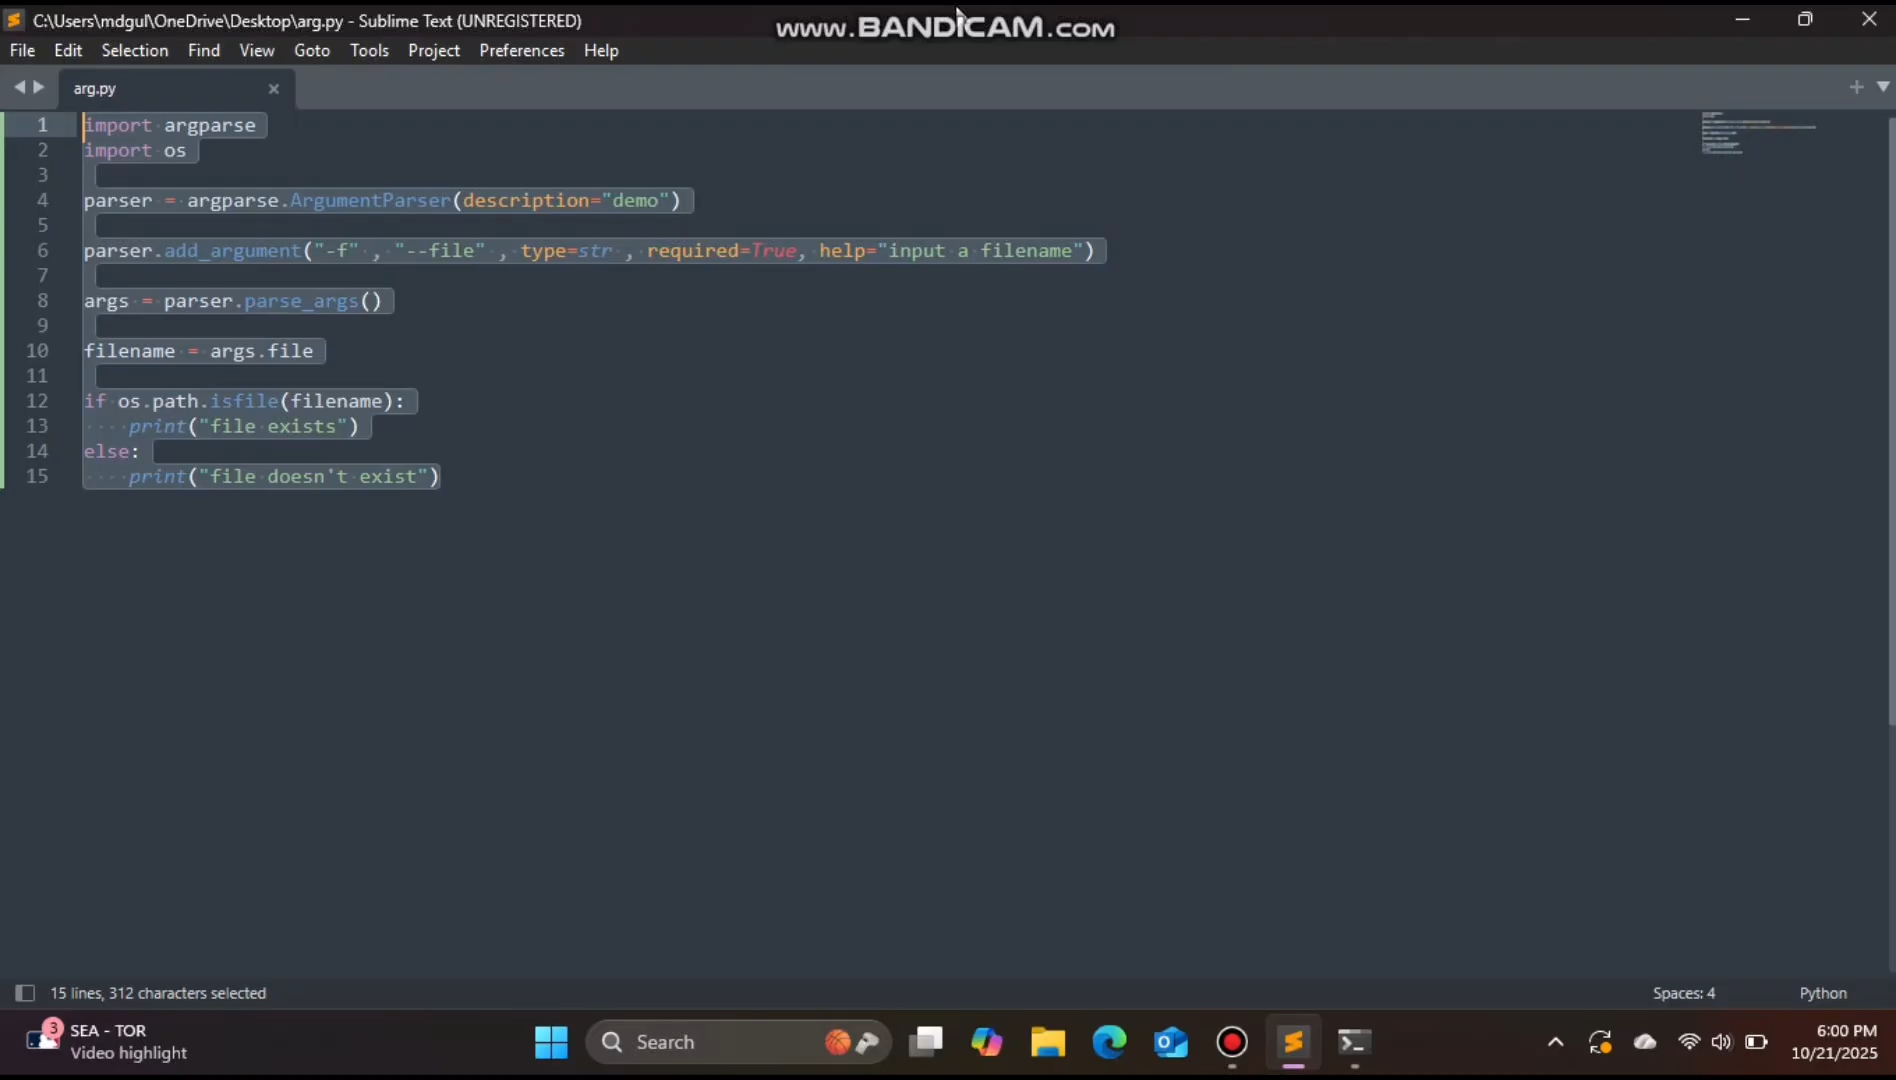 C:\Users\mdgul\OneDrive\Desktop\arg.py - Sublime Text (UNREGISTERED)
www.BANDICAM.com
File Edit Selection Find View Goto Tools Project Preferences Help
arg.py
1 import argparse
2 import os
3
4 parser = argparse.ArgumentParser(description="demo")
5
6 parser.add_argument("-f" , "--file" , type=str , required=True, help="input a filename")
7
8 args = parser.parse_args()
9
10 filename = args.file
11
12 if os.path.isfile(filename):
13     print("file exists")
14 else:
15     print("file doesn't exist")
15 lines, 312 characters selected
Spaces: 4
Python
3
SEA - TOR
Video highlight
Search
6:00 PM
10/21/2025